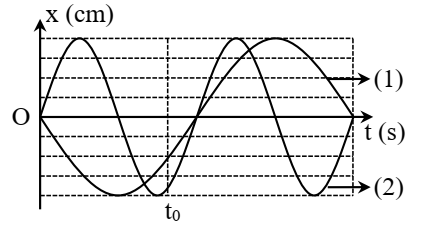 x (cm)
(1)
O
t (s)
(2)
t₀